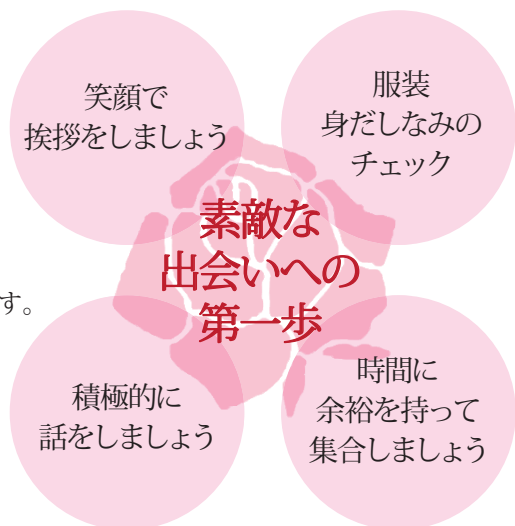 笑顔で
挨拶をしましょう
服装
身だしなみの
チェック
素敵な
出会いへの
第一歩
す。
積極的に
話をしましょう
時間に
余裕を持って
集合しましょう